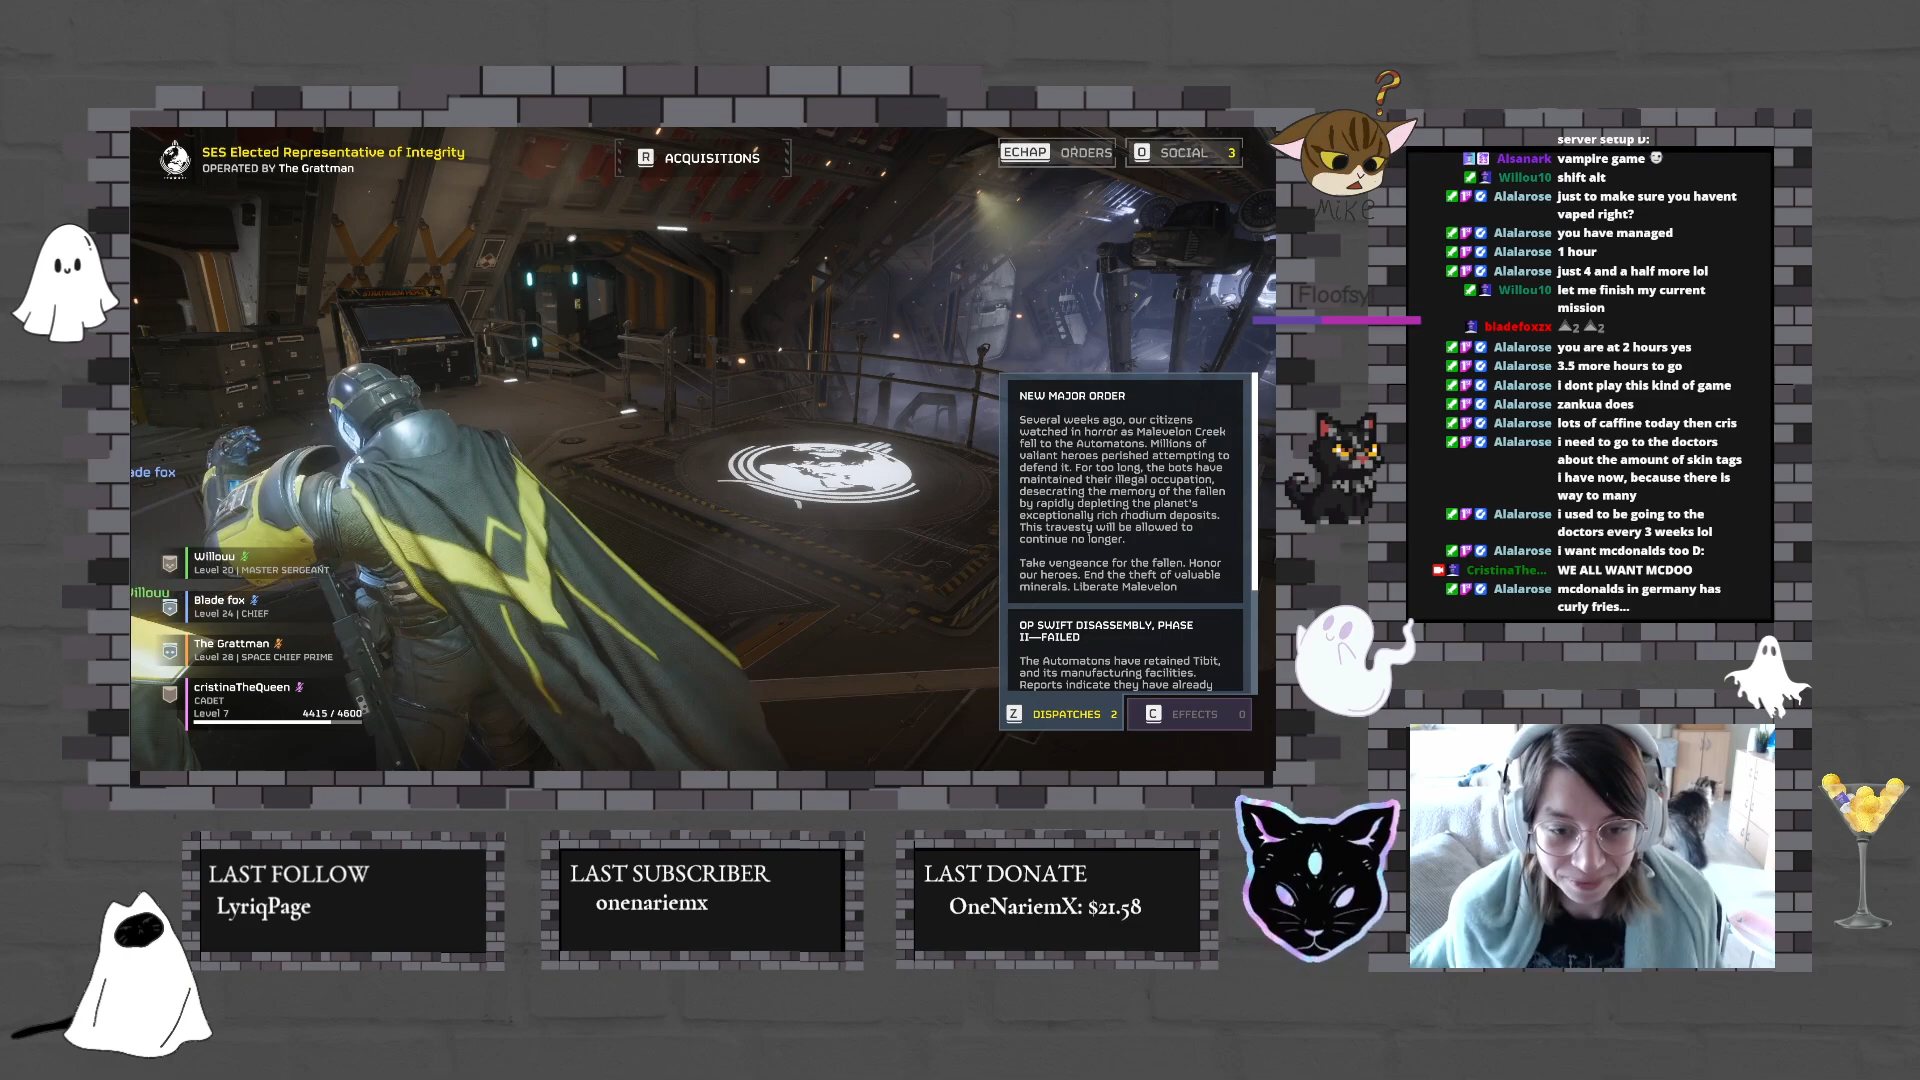 SES Elected Representative of Integrity
OPERATED BY The Grattman
R ACQUISITIONS
ECHAP ORDERS
O SOCIAL 3
Mike
Floofsy
ade fox
illouu
Willouu
Level 20 | MASTER SERGEANT
Blade fox
Level 24 | CHIEF
The Grattman
Level 28 | SPACE CHIEF PRIME
cristinaTheQueen
CADET
Level 7 4415 / 4600
NEW MAJOR ORDER
Several weeks ago, our citizens
watched in horror as Malevelon Creek
fell to the Automatons. Millions of
valiant heroes perished attempting to
defend it. For too long, the bots have
maintained their illegal occupation,
desecrating the memory of the fallen
by rapidly depleting the planet's
exceptionally rich rhodium deposits.
This travesty will be allowed to
continue no longer.
Take vengeance for the fallen. Honor
our heroes. End the theft of valuable
minerals. Liberate Malevelon
OP SWIFT DISASSEMBLY, PHASE
II—FAILED
The Automatons have retained Tibit,
and its manufacturing facilities.
Reports indicate they have already
Z DISPATCHES 2
C EFFECTS 0
server setup D:
Alsanark vampire game
Willou10 shift alt
Alalarose just to make sure you havent
vaped right?
Alalarose you have managed
Alalarose 1 hour
Alalarose just 4 and a half more lol
Willou10 let me finish my current
mission
bladefoxzx 2 2
Alalarose you are at 2 hours yes
Alalarose 3.5 more hours to go
Alalarose i dont play this kind of game
Alalarose zankua does
Alalarose lots of caffine today then cris
Alalarose i need to go to the doctors
about the amount of skin tags
i have now, because there is
way to many
Alalarose i used to be going to the
doctors every 3 weeks lol
Alalarose i want mcdonalds too D:
CristinaThe... WE ALL WANT MCDOO
Alalarose mcdonalds in germany has
curly fries...
LAST FOLLOW
LyriqPage
LAST SUBSCRIBER
onenariemx
LAST DONATE
OneNariemX: $21.58